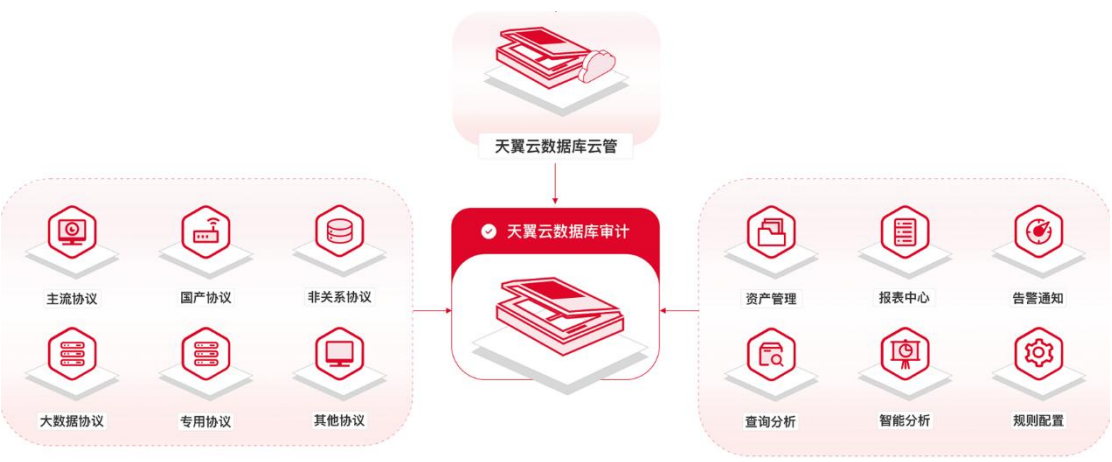 天翼云数据库云管
天翼云数据库审计
主流协议
国产协议
非关系协议
大数据协议
专用协议
其他协议
资产管理
报表中心
告警通知
查询分析
智能分析
规则配置